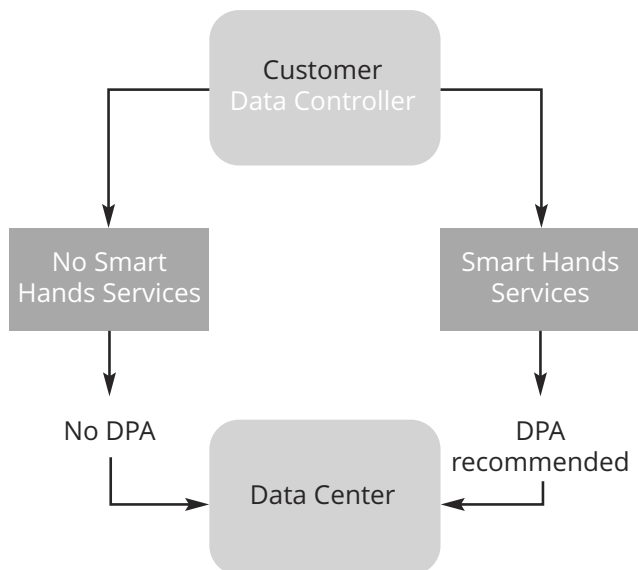 Customer
Data Controller
No Smart
Hands Services
Smart Hands
Services
No DPA
DPA
recommended
Data Center